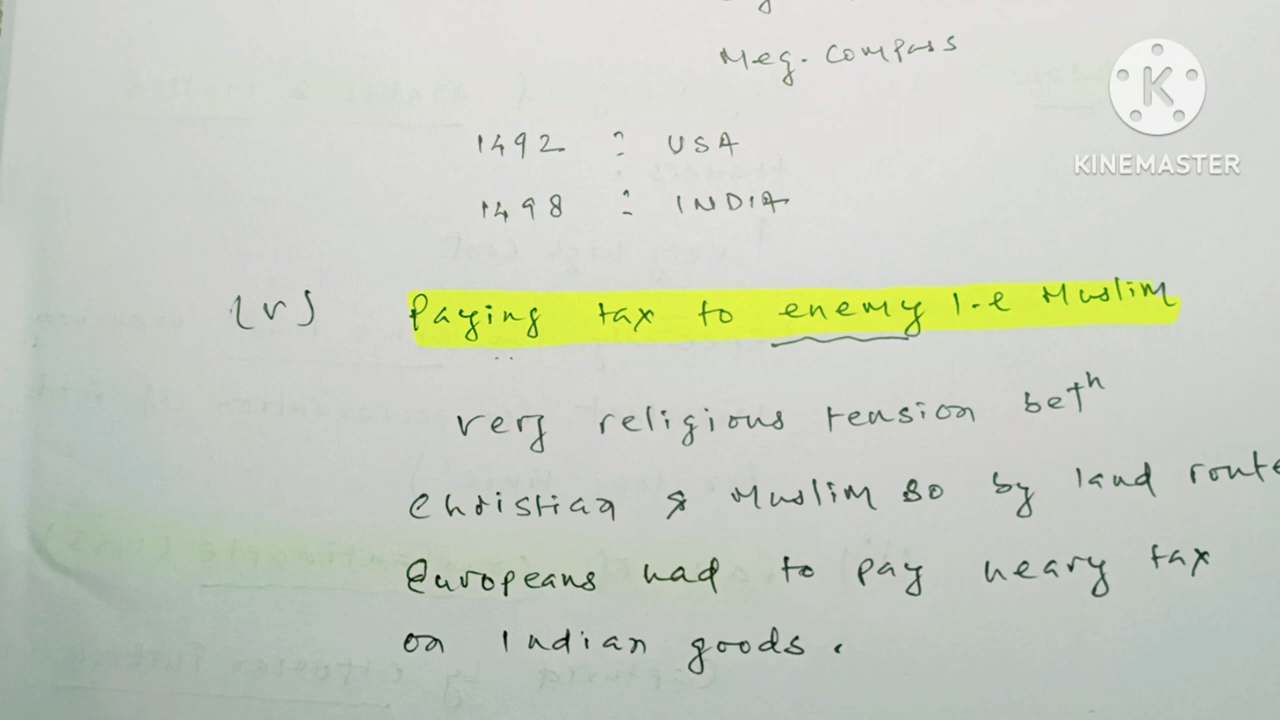 Meg. compass
KINEMASTER
1492 : USA
1498 : INDIA
(v) Paying tax to enemy i.e Muslim
very religious tension betⁿ
Christian & Muslim so by land route
Europeans had to pay heavy tax
on Indian goods.